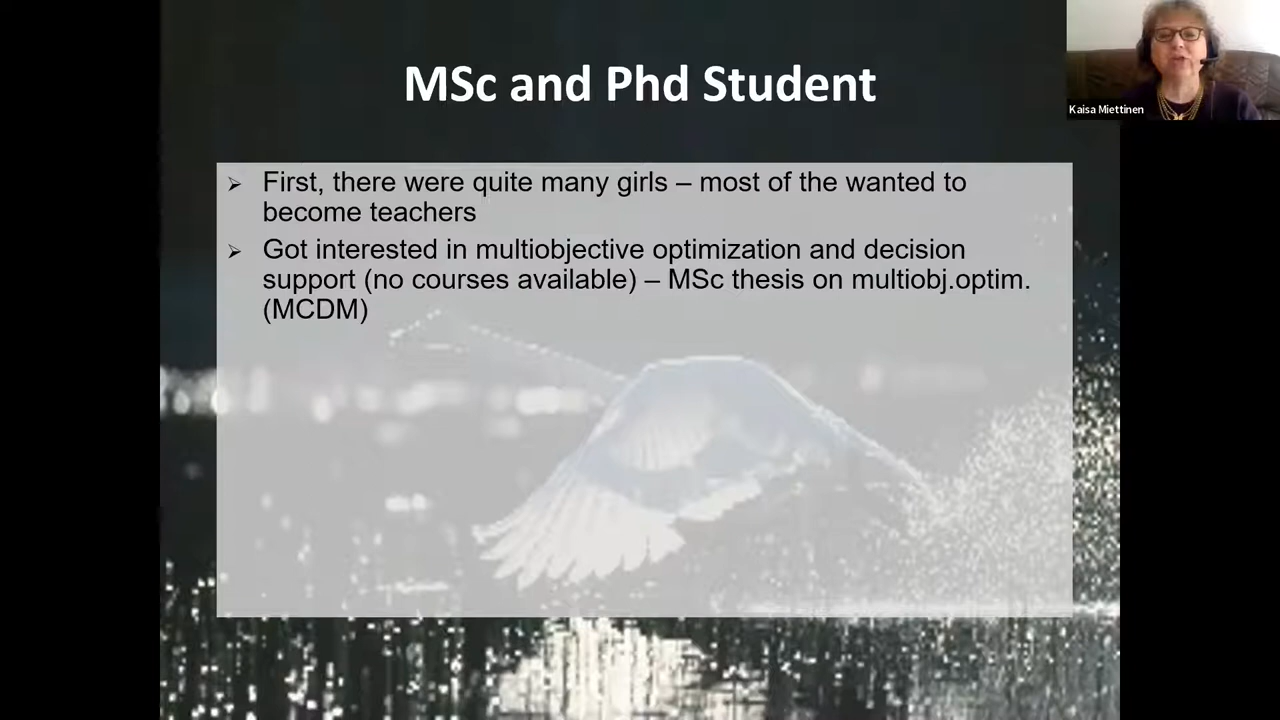 MSc and Phd Student
Kaisa Miettinen
First, there were quite many girls – most of the wanted to
become teachers
Got interested in multiobjective optimization and decision
support (no courses available) – MSc thesis on multiobj.optim.
(MCDM)